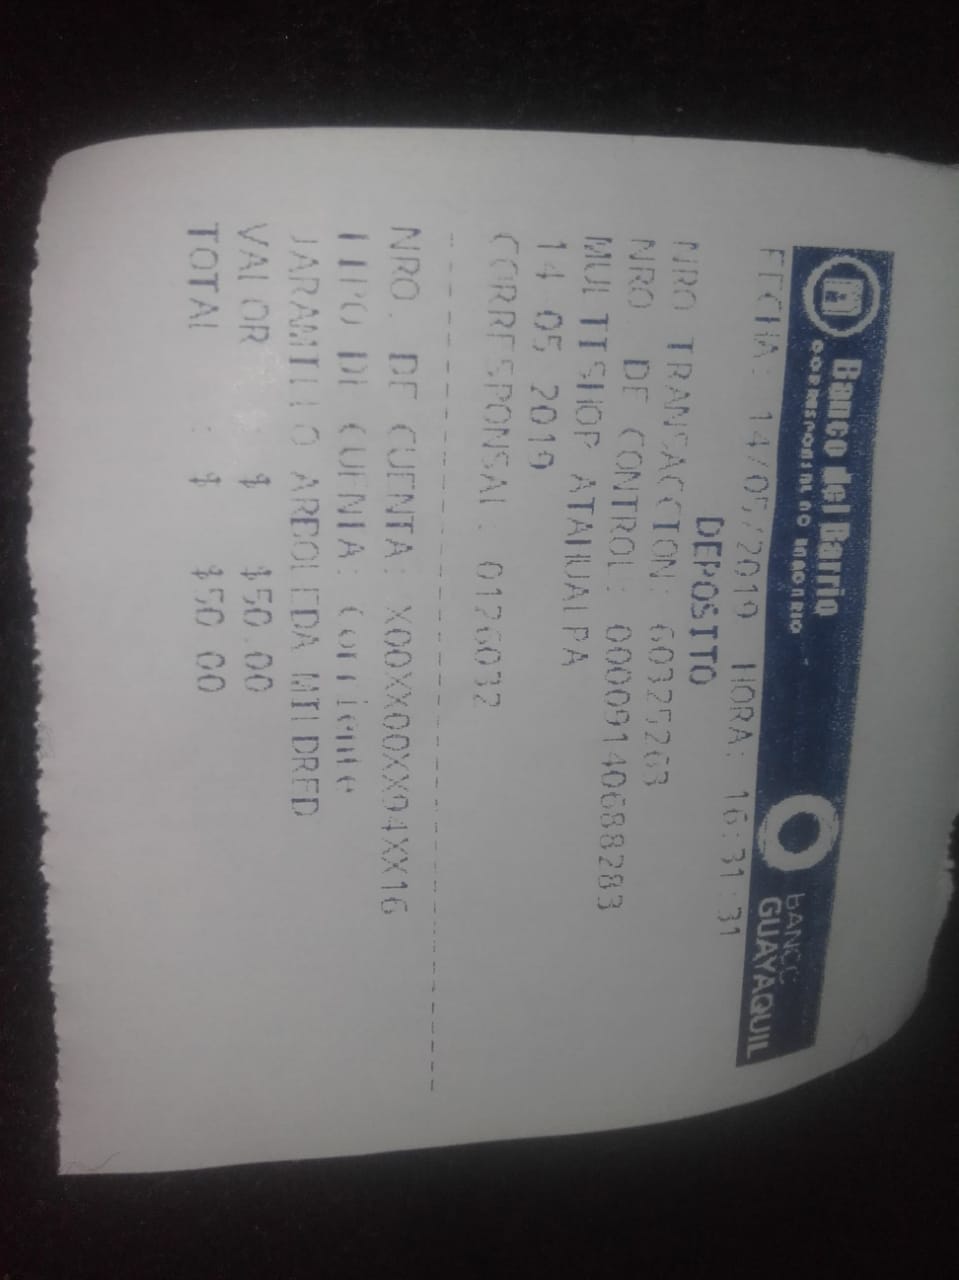 Banco del Barrio
CORRESPONSAL NO BANCARIO
BANCO
GUAYAQUIL
FECHA: 14/05/2019 HORA: 16:31:31
DEPOSITO
NRO TRANSACCION: 60325263
NRO. DE CONTROL: 00009140688283
MULTISHOP ATAHUALPA
14 05 2019
CORRESPONSAL: 0126032
NRO. DE CUENTA: X00XX00XX94XX16
TIPO DE CUENTA: Corriente
JARAMILLO ARBOLEDA MILDRED
VALOR : $ $50.00
TOTAL : $ $50.00